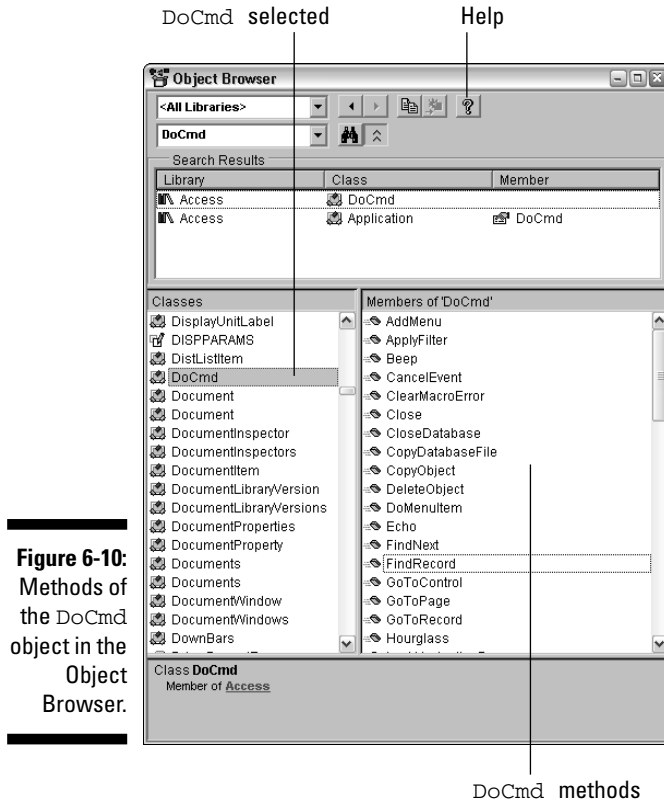 DoCmd selected
Help
Object Browser
<All Libraries>
DoCmd
Search Results
Library Class Member
Access DoCmd
Access Application DoCmd
Classes
DisplayUnitLabel
DISPPARAMS
DistListItem
DoCmd
Document
Document
DocumentInspector
DocumentInspectors
DocumentItem
DocumentLibraryVersion
DocumentLibraryVersions
DocumentProperties
DocumentProperty
Documents
Documents
DocumentWindow
DocumentWindows
DownBars
Members of 'DoCmd'
AddMenu
ApplyFilter
Beep
CancelEvent
ClearMacroError
Close
CloseDatabase
CopyDatabaseFile
CopyObject
DeleteObject
DoMenuItem
Echo
FindNext
FindRecord
GoToControl
GoToPage
GoToRecord
Hourglass
Class DoCmd
Member of Access
Figure 6-10:
Methods of
the DoCmd
object in the
Object
Browser.
DoCmd methods